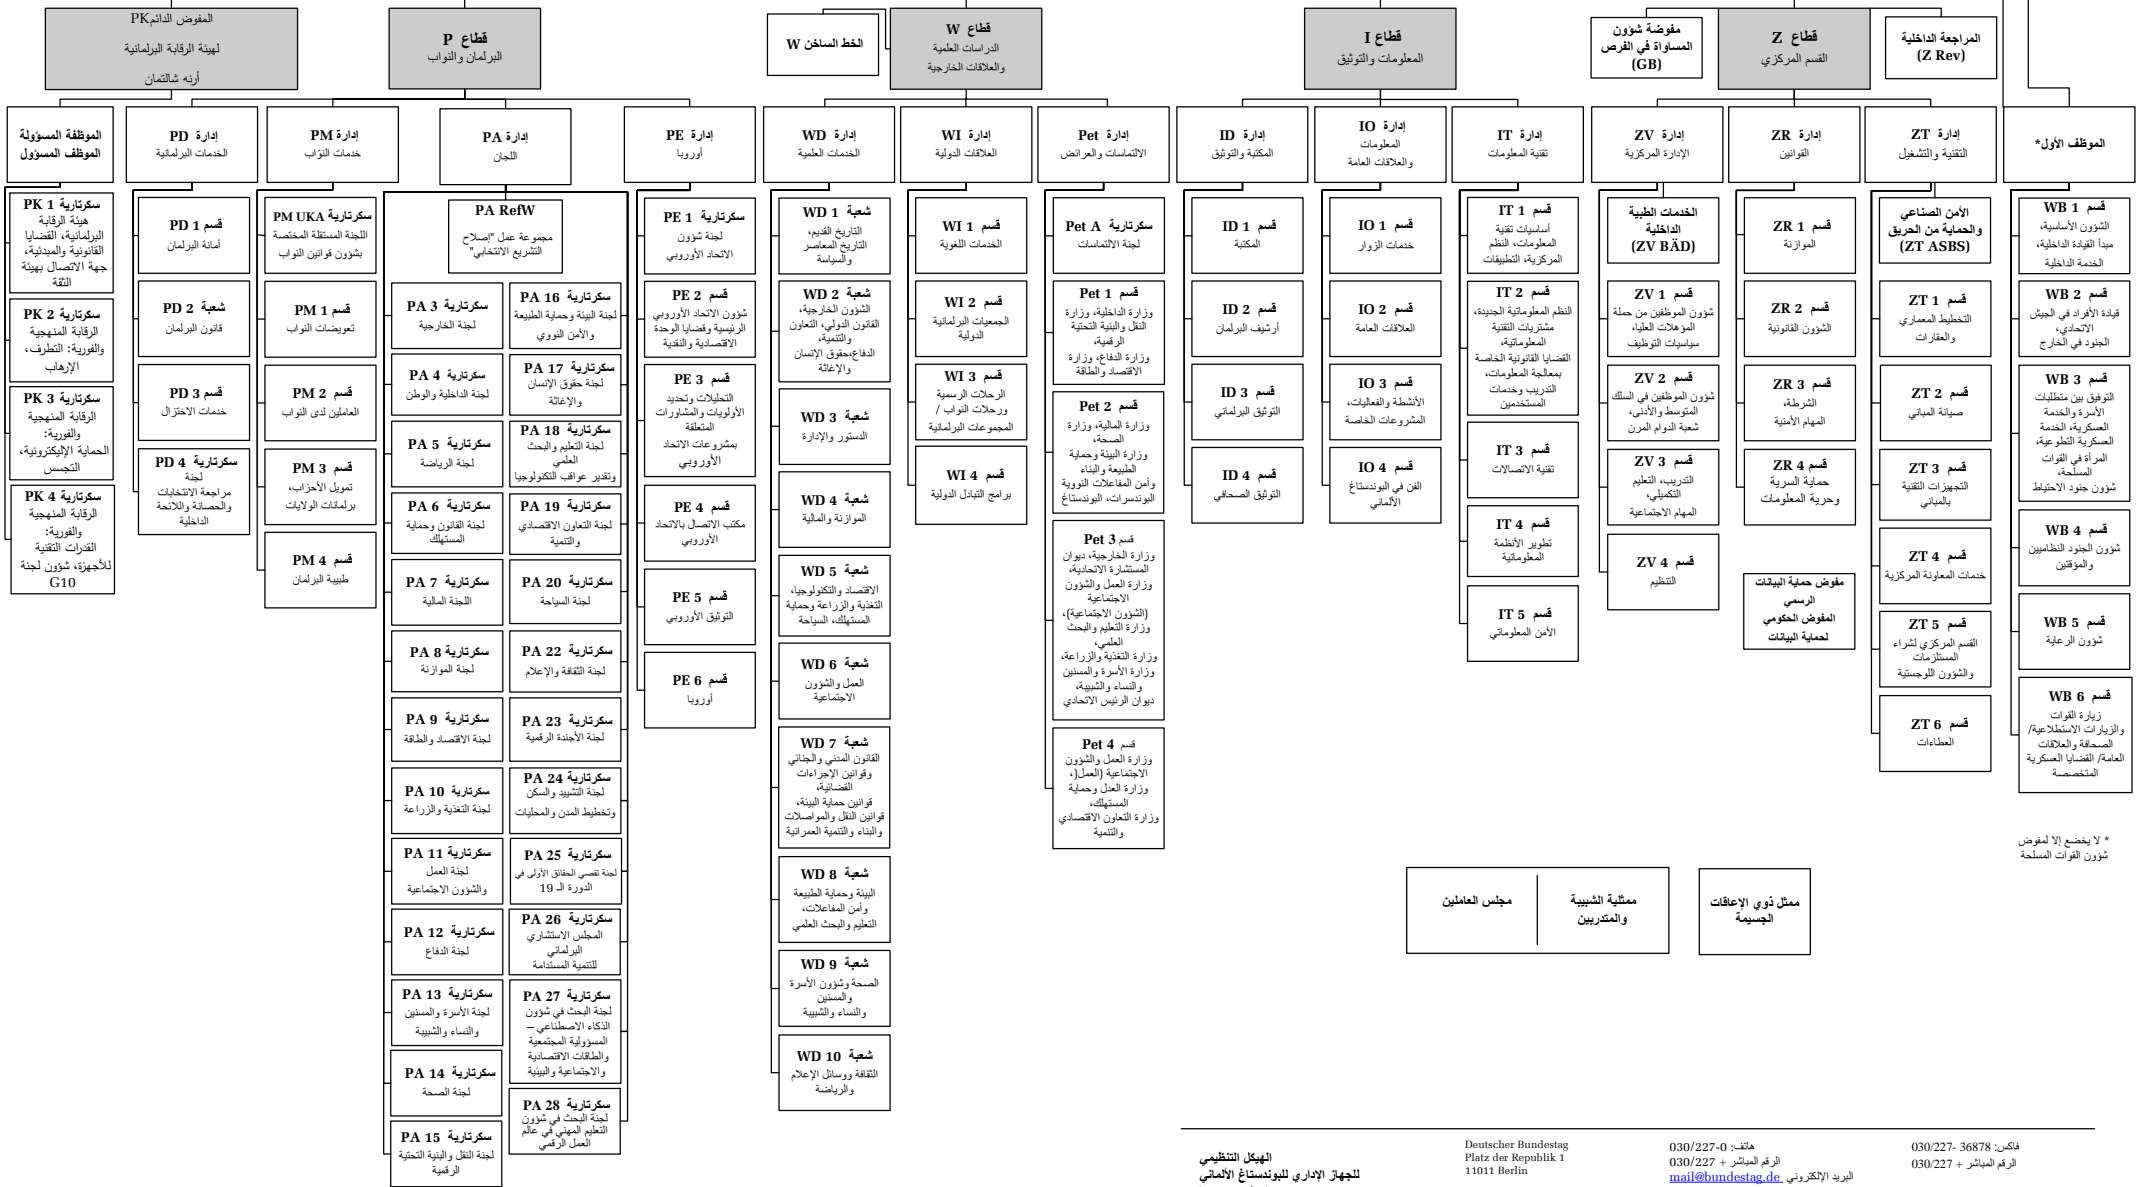 المفوض الدائمPK
لهيئة الرقابة البرلمانية
أرنه شالتمان
قطاع P
البرلمان والنواب
الخط الساخن W
قطاع W
الدراسات العلمية
والعلاقات الخارجية
قطاع I
المعلومات والتوثيق
مفوضة شؤون
المساواة في الفرص
(GB)
قطاع Z
القسم المركزي
المراجعة الداخلية
(Z Rev)
الموظفة المسؤولة
الموظف المسؤول
إدارة PD
الخدمات البرلمانية
إدارة PM
خدمات النوّاب
إدارة PA
اللجان
إدارة PE
أوروبا
إدارة WD
الخدمات العلمية
إدارة WI
العلاقات الدولية
إدارة Pet
الالتماسات والعرائض
إدارة ID
المكتبة والتوثيق
إدارة IO
المعلومات
والعلاقات العامة
إدارة IT
تقنية المعلومات
إدارة ZV
الإدارة المركزية
إدارة ZR
القوانين
إدارة ZT
التقنية والتشغيل
الموظف الأول*
سكرتارية PK 1
هيئة الرقابة
البرلمانية، القضايا
القانونية والمبدئية،
جهة الاتصال بهيئة
الثقة
سكرتارية PK 2
الرقابة المنهجية
والفورية: التطرف،
الإرهاب
سكرتارية PK 3
الرقابة المنهجية
والفورية:
الحماية الإليكترونية،
التجسس
سكرتارية PK 4
الرقابة المنهجية
والفورية:
القدرات التقنية
للأجهزة، شؤون لجنة
G10
قسم PD 1
أمانة البرلمان
شعبة PD 2
قانون البرلمان
قسم PD 3
خدمات الاختزال
سكرتارية PD 4
لجنة
مراجعة الانتخابات
والحصانة واللائحة
الداخلية
سكرتارية PM UKA
اللجنة المستقلة المختصة
بشؤون قوانين النواب
قسم PM 1
تعويضات النواب
قسم PM 2
العاملين لدى النواب
قسم PM 3
تمويل الأحزاب،
برلمانات الولايات
قسم PM 4
طبيبة البرلمان
PA RefW
مجموعة عمل "إصلاح
التشريع الانتخابي"
سكرتارية PA 3
لجنة الخارجية
سكرتارية PA 4
لجنة الداخلية والوطن
سكرتارية PA 5
لجنة الرياضة
سكرتارية PA 6
لجنة القانون وحماية
المستهلك
سكرتارية PA 7
اللجنة المالية
سكرتارية PA 8
لجنة الموازنة
سكرتارية PA 9
لجنة الاقتصاد والطاقة
سكرتارية PA 10
لجنة التغذية والزراعة
سكرتارية PA 11
لجنة العمل
والشؤون الاجتماعية
سكرتارية PA 12
لجنة الدفاع
سكرتارية PA 13
لجنة الأسرة والمسنين
والنساء والشبيبة
سكرتارية PA 14
لجنة الصحة
سكرتارية PA 15
لجنة النقل والبنية التحتية
الرقمية
سكرتارية PA 16
لجنة البيئة وحماية الطبيعة
والأمن النووي
سكرتارية PA 17
لجنة حقوق الإنسان
والإغاثة
سكرتارية PA 18
لجنة التعليم والبحث
العلمي
وتقدير عواقب التكنولوجيا
سكرتارية PA 19
لجنة التعاون الاقتصادي
والتنمية
سكرتارية PA 20
لجنة السياحة
سكرتارية PA 22
لجنة الثقافة والإعلام
سكرتارية PA 23
لجنة الأجندة الرقمية
سكرتارية PA 24
لجنة التشييد والسكن
وتخطيط المدن والمحليات
سكرتارية PA 25
لجنة تقصي الحقائق الأولى في
الدورة الـ 19
سكرتارية PA 26
المجلس الاستشاري
البرلماني
للتنمية المستدامة
سكرتارية PA 27
لجنة البحث في شؤون
الذكاء الاصطناعي –
المسؤولية المجتمعية
والطاقات الاقتصادية
والاجتماعية والبيئية
سكرتارية PA 28
لجنة البحث في شؤون
التعليم المهني في عالم
العمل الرقمي
سكرتارية PE 1
لجنة شؤون
الاتحاد الأوروبي
قسم PE 2
شؤون الاتحاد الأوروبي
الرئيسية وقضايا الوحدة
الاقتصادية والنقدية
قسم PE 3
التحليلات وتحديد
الأولويات والمشاورات
المتعلقة
بمشروعات الاتحاد
الأوروبي
قسم PE 4
مكتب الاتصال بالاتحاد
الأوروبي
قسم PE 5
التوثيق الأوروبي
قسم PE 6
أوروبا
شعبة WD 1
التاريخ القديم،
التاريخ المعاصر
والسياسة
شعبة WD 2
الشؤون الخارجية،
القانون الدولي، التعاون
والتنمية،
الدفاع،حقوق الإنسان
والإغاثة
شعبة WD 3
الدستور والإدارة
شعبة WD 4
الموازنة والمالية
شعبة WD 5
الاقتصاد والتكنولوجيا،
التغذية والزراعة وحماية
المستهلك، السياحة
شعبة WD 6
العمل والشؤون
الاجتماعية
شعبة WD 7
القانون المدني والجنائي
وقوانين الإجراءات
القضائية،
قوانين حماية البيئة،
قوانين النقل والمواصلات
والبناء والتنمية العمرانية
شعبة WD 8
البيئة وحماية الطبيعة
وأمن المفاعلات،
التعليم والبحث العلمي
شعبة WD 9
الصحة وشؤون الأسرة
والمسنين
والنساء والشبيبة
شعبة WD 10
الثقافة ووسائل الإعلام
والرياضة
قسم WI 1
الخدمات اللغوية
قسم WI 2
الجمعيات البرلمانية
الدولية
قسم WI 3
الرحلات الرسمية
ورحلات النواب /
المجموعات البرلمانية
قسم WI 4
برامج التبادل الدولية
سكرتارية Pet A
لجنة الالتماسات
قسم Pet 1
وزارة الداخلية، وزارة
النقل والبنية التحتية
الرقمية،
وزارة الدفاع، وزارة
الاقتصاد والطاقة
قسم Pet 2
وزارة المالية، وزارة
الصحة،
وزارة البيئة وحماية
الطبيعة والبناء
وأمن المفاعلات النووية
البوندسرات، البوندستاغ
قسم Pet 3
وزارة الخارجية، ديوان
المستشارة الاتحادية،
وزارة العمل والشؤون
الاجتماعية
(الشؤون الاجتماعية)،
وزارة التعليم والبحث
العلمي،
وزارة التغذية والزراعة،
وزارة الأسرة والمسنين
والنساء والشبيبة،
ديوان الرئيس الاتحادي
قسم Pet 4
وزارة العمل والشؤون
الاجتماعية (العمل(،
وزارة العدل وحماية
المستهلك،
وزارة التعاون الاقتصادي
والتنمية
قسم ID 1
المكتبة
قسم ID 2
أرشيف البرلمان
قسم ID 3
التوثيق البرلماني
قسم ID 4
التوثيق الصحافي
قسم IO 1
خدمات الزوار
قسم IO 2
العلاقات العامة
قسم IO 3
الأنشطة والفعاليات،
المشروعات الخاصة
قسم IO 4
الفن في البوندستاغ
الألماني
قسم IT 1
أساسيات تقنية
المعلومات، النظم
المركزية، التطبيقات
قسم IT 2
النظم المعلوماتية الجديدة،
مشتريات التقنية
المعلوماتية،
القضايا القانونية الخاصة
بمعالجة المعلومات،
التدريب وخدمات
المستخدمين
قسم IT 3
تقنية الاتصالات
قسم IT 4
تطوير الأنظمة
المعلوماتية
قسم IT 5
الأمن المعلوماتي
الخدمات الطبية
الداخلية
(ZV BÄD)
قسم ZV 1
شؤون الموظفين من حملة
المؤهلات العليا،
سياسيات التوظيف
قسم ZV 2
شؤون الموظفين في السلك
المتوسط والأدنى،
شعبة الدوام المرن
قسم ZV 3
التدريب، التعليم
التكميلي،
المهام الاجتماعية
قسم ZV 4
التنظيم
قسم ZR 1
الموازنة
قسم ZR 2
الشؤون القانونية
قسم ZR 3
الشرطة،
المهام الأمنية
قسم ZR 4
حماية السرية
وحرية المعلومات
مفوض حماية البيانات
الرسمي
المفوض الحكومي
لحماية البيانات
الأمن الصناعي
والحماية من الحريق
(ZT ASBS)
قسم ZT 1
التخطيط المعماري
والعقارات
قسم ZT 2
صيانة المباني
قسم ZT 3
التجهيزات التقنية
بالمباني
قسم ZT 4
خدمات المعاونة المركزية
قسم ZT 5
القسم المركزي لشراء
المستلزمات
والشؤون اللوجستية
قسم ZT 6
العطاءات
قسم WB 1
الشؤون الأساسية،
مبدأ القيادة الداخلية،
الخدمة الداخلية
قسم WB 2
قيادة الأفراد في الجيش
الاتحادي،
الجنود في الخارج
قسم WB 3
التوفيق بين متطلبات
الأسرة والخدمة
العسكرية، الخدمة
العسكرية التطوعية،
المرأة في القوات
المسلحة،
شؤون جنود الاحتياط
قسم WB 4
شؤون الجنود النظاميين
والمؤقتين
قسم WB 5
شؤون الرعاية
قسم WB 6
زيارة القوات
والزيارات الاستطلاعية/
الصحافة والعلاقات
العامة/ القضايا العسكرية
المتخصصة
* لا يخضع إلا لمفوض
شؤون القوات المسلحة
مجلس العاملين
ممثلية الشبيبة
والمتدربين
ممثل ذوي الإعاقات
الجسيمة
الهيكل التنظيمي
للجهاز الإداري للبوندستاغ الألماني
Deutscher Bundestag
Platz der Republik 1
11011 Berlin
هاتف: 030/227-0
الرقم المباشر + 030/227
البريد الإلكتروني mail@bundestag.de
فاكس: 36878 -030/227
الرقم المباشر + 030/227